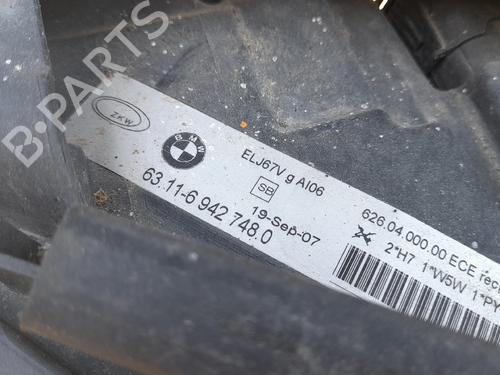 B-PARTS
ZKW
BMW
ELJ67V g AI06
63.11-6 942 748.0
SB
19-Sep-07
626.04.000.00 ECE
2*H7 1*W5W 1*PY